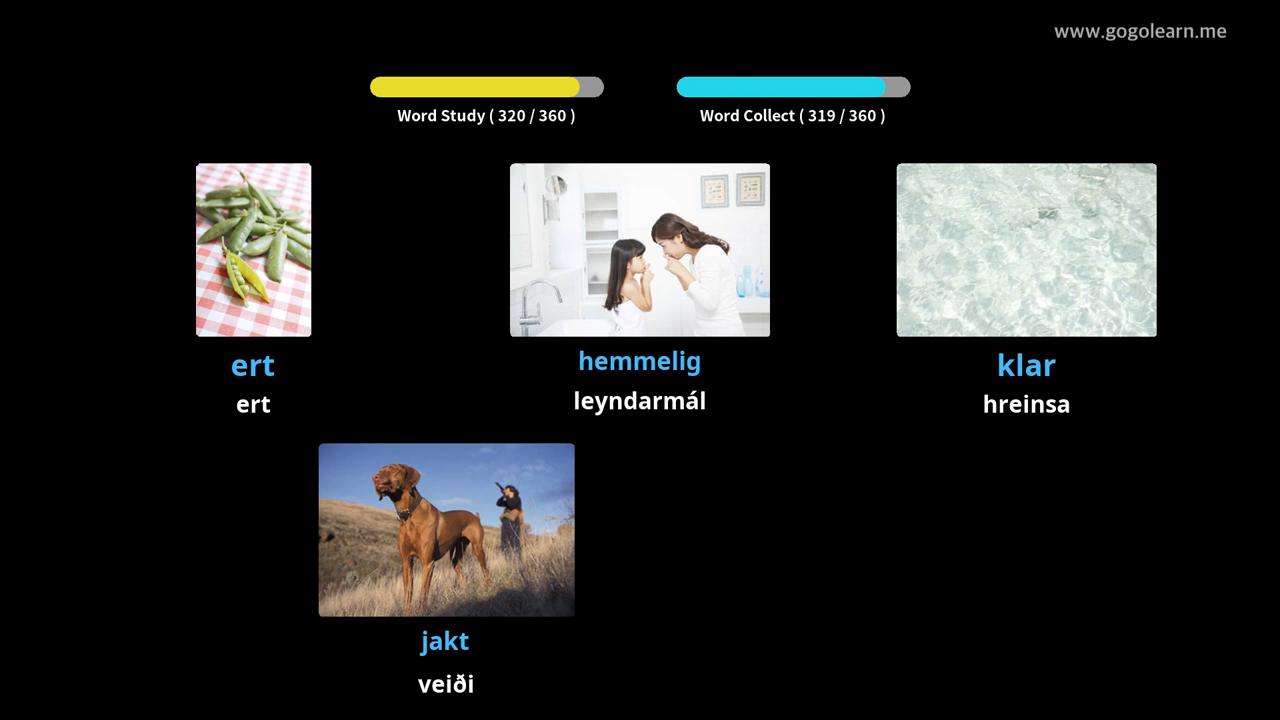 www.gogolearn.me
Word Study ( 320 / 360 )
Word Collect ( 319 / 360 )
ert
ert
hemmelig
leyndarmál
klar
hreinsa
jakt
veiði